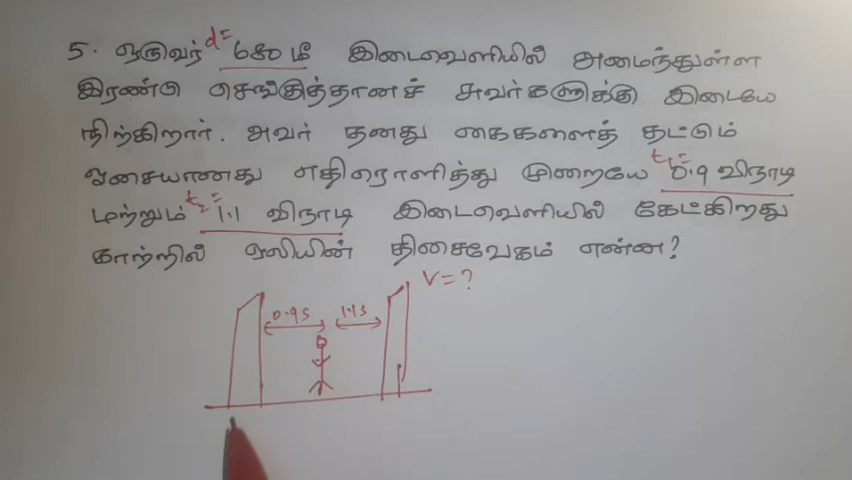 5. ஒருவர் d= 680 மீ இடைவெளியில் அமைந்துள்ள
இரண்டு செங்குத்தானச் சுவர்களுக்கு இடையே
நிற்கிறார். அவர் தனது கைகளைத் தட்டும்
ஓசையானது எதிரொளித்து முறையே t₁= 0.9 விநாடி
மற்றும் t₂= 1.1 விநாடி இடைவெளியில் கேட்கிறது
காற்றில் ஒலியின் திசைவேகம் என்ன?
V = ?
0.9s 1.1s